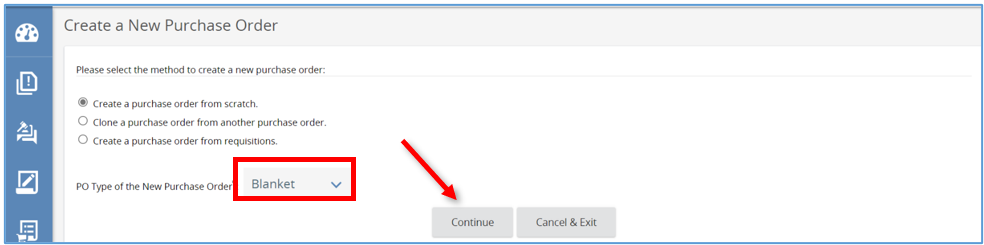 Create a New Purchase Order
Please select the method to create a new purchase order:
Create a purchase order from scratch.
Clone a purchase order from another purchase order.
Create a purchase order from requisitions.
PO Type of the New Purchase Order Blanket
Continue Cancel & Exit